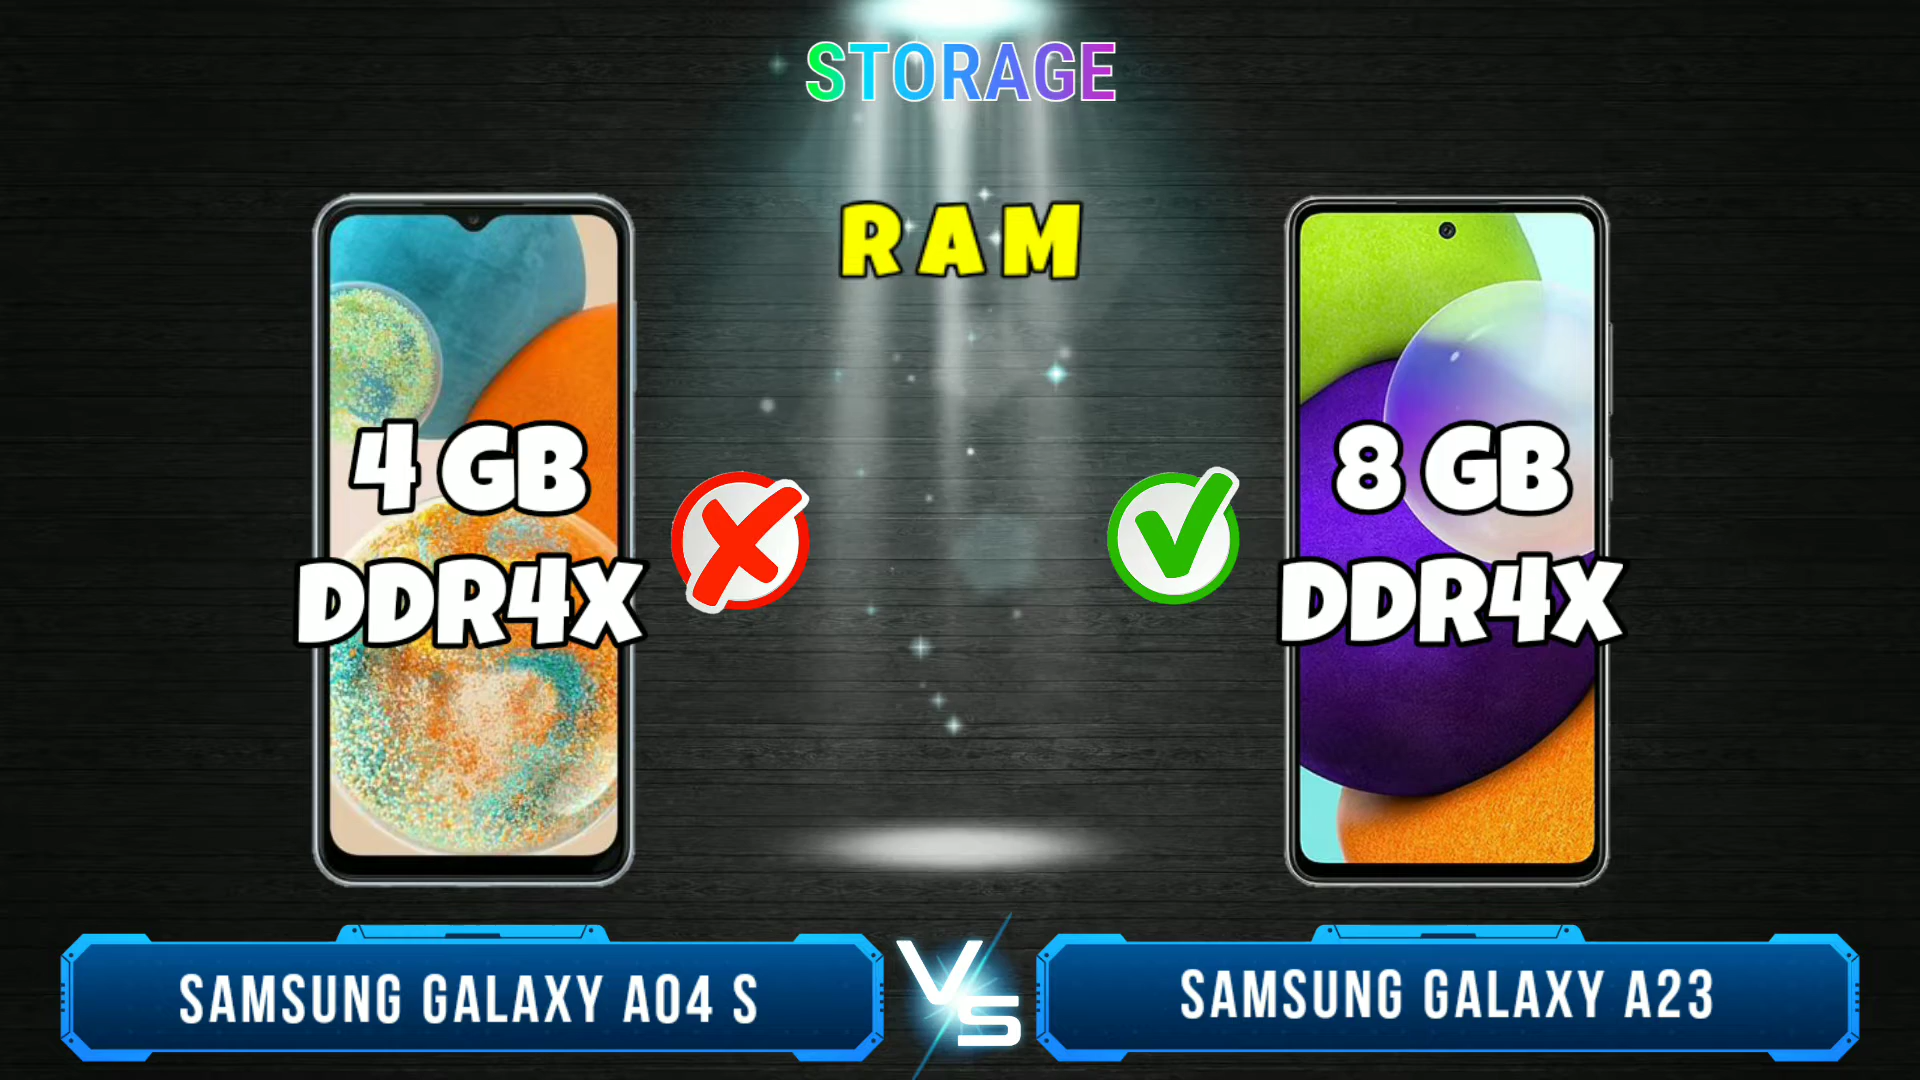 STORAGE
RAM
4 GB
DDR4X
8 GB
DDR4X
SAMSUNG GALAXY A04 S
VS
SAMSUNG GALAXY A23